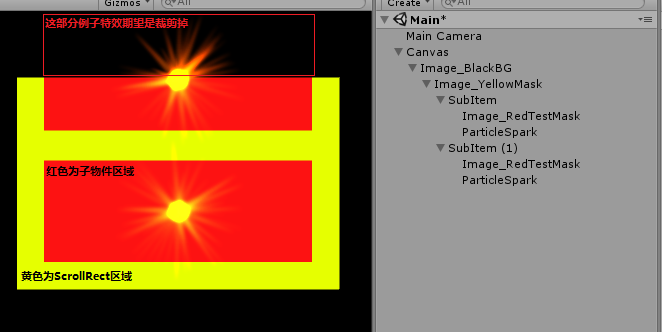 Gizmos
All
Create
All
这部分例子特效期望是裁剪掉
红色为子物件区域
黄色为ScrollRect区域
Main*
Main Camera
Canvas
Image_BlackBG
Image_YellowMask
SubItem
Image_RedTestMask
ParticleSpark
SubItem (1)
Image_RedTestMask
ParticleSpark